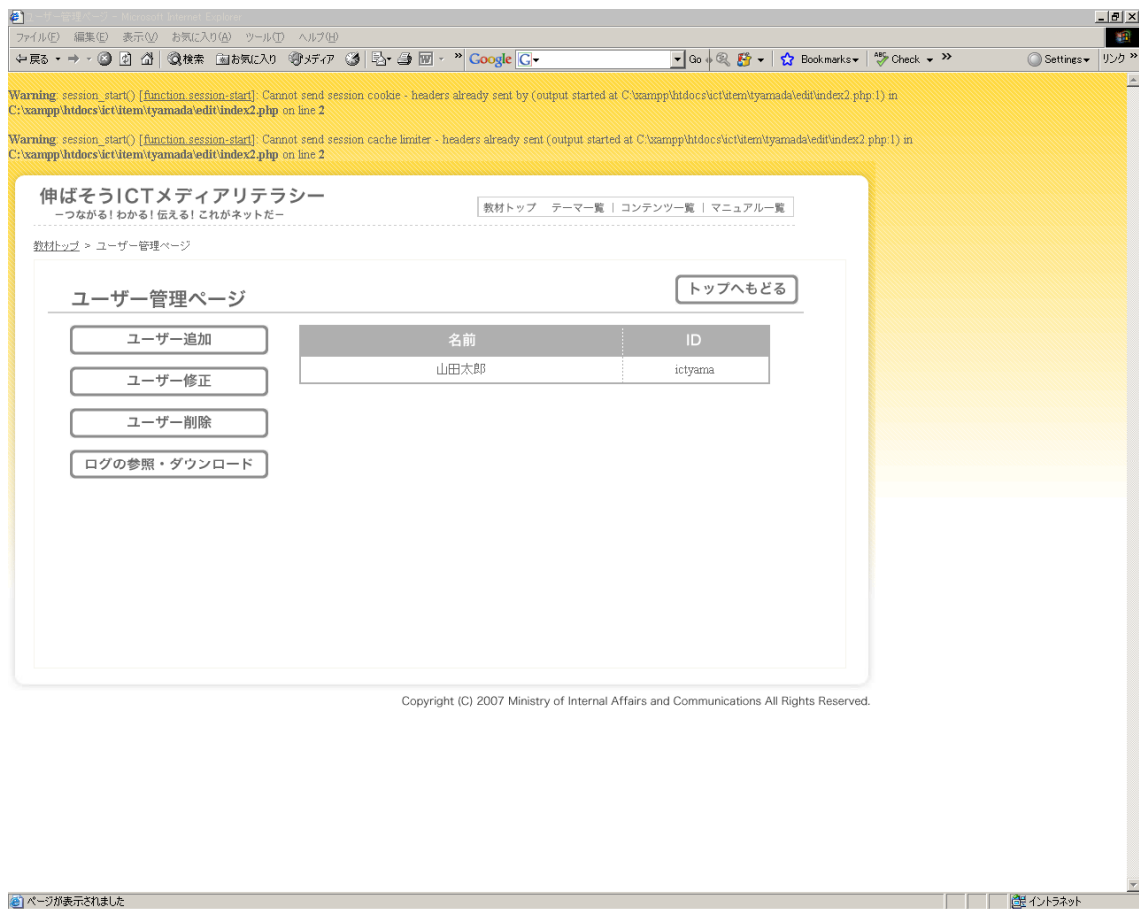 ユーザー管理ページ - Microsoft Internet Explorer
ファイル(F) 編集(E) 表示(V) お気に入り(A) ツール(T) ヘルプ(H)
戻る 検索 お気に入り メディア » Google G Go Bookmarks Check » Settings リンク »
Warning: session_start() [function.session-start]: Cannot send session cookie - headers already sent by (output started at C:\xampp\htdocs\ict\item\tyamada\edit\index2.php:1) in
C:\xampp\htdocs\ict\item\tyamada\edit\index2.php on line 2
Warning: session_start() [function.session-start]: Cannot send session cache limiter - headers already sent (output started at C:\xampp\htdocs\ict\item\tyamada\edit\index2.php:1) in
C:\xampp\htdocs\ict\item\tyamada\edit\index2.php on line 2
伸ばそうICTメディアリテラシー
－つながる！わかる！伝える！これがネットだ－
教材トップ テーマ一覧 | コンテンツ一覧 | マニュアル一覧
教材トップ > ユーザー管理ページ
ユーザー管理ページ
トップへもどる
ユーザー追加
ユーザー修正
ユーザー削除
ログの参照・ダウンロード
名前 ID
山田太郎 ictyama
Copyright (C) 2007 Ministry of Internal Affairs and Communications All Rights Reserved.
ページが表示されました イントラネット